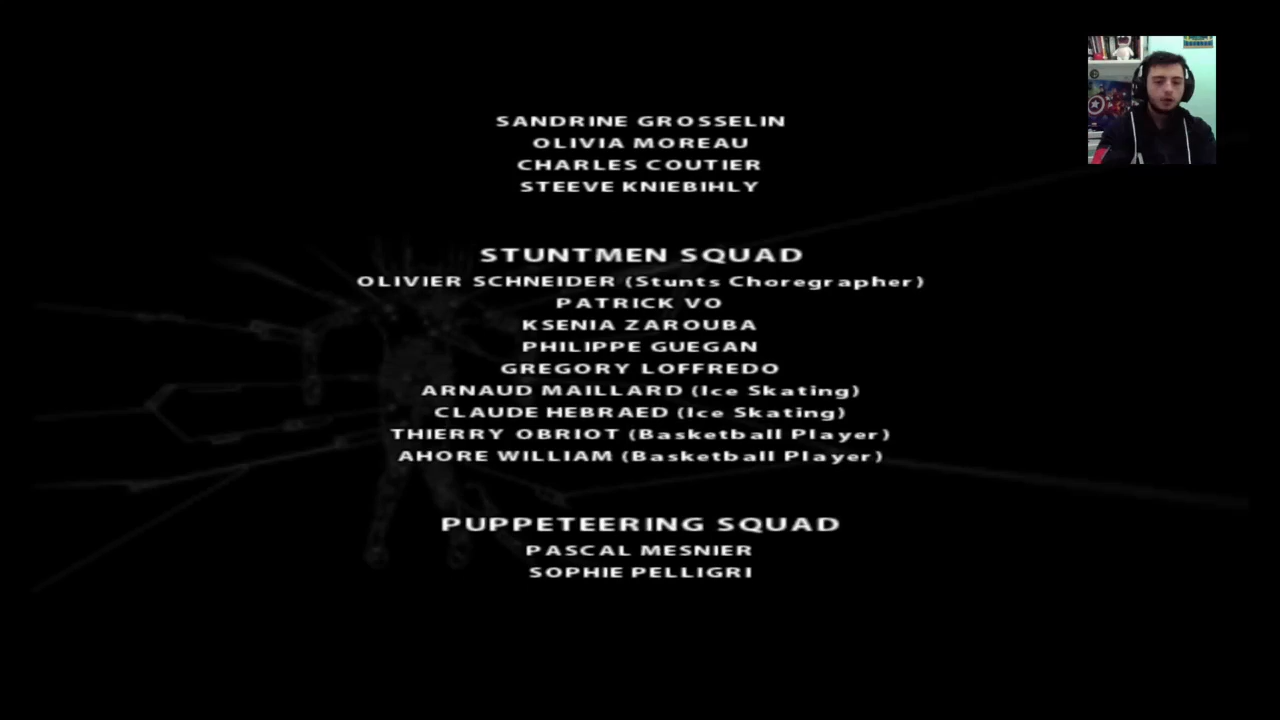 SANDRINE GROSSELIN
OLIVIA MOREAU
CHARLES COUTIER
STEEVE KNIEBIHLY
STUNTMEN SQUAD
OLIVIER SCHNEIDER (Stunts Choregrapher)
PATRICK VO
KSENIA ZAROUBA
PHILIPPE GUEGAN
GREGORY LOFFREDO
ARNAUD MAILLARD (Ice Skating)
CLAUDE HEBRAED (Ice Skating)
THIERRY OBRIOT (Basketball Player)
AHORE WILLIAM (Basketball Player)
PUPPETEERING SQUAD
PASCAL MESNIER
SOPHIE PELLIGRI